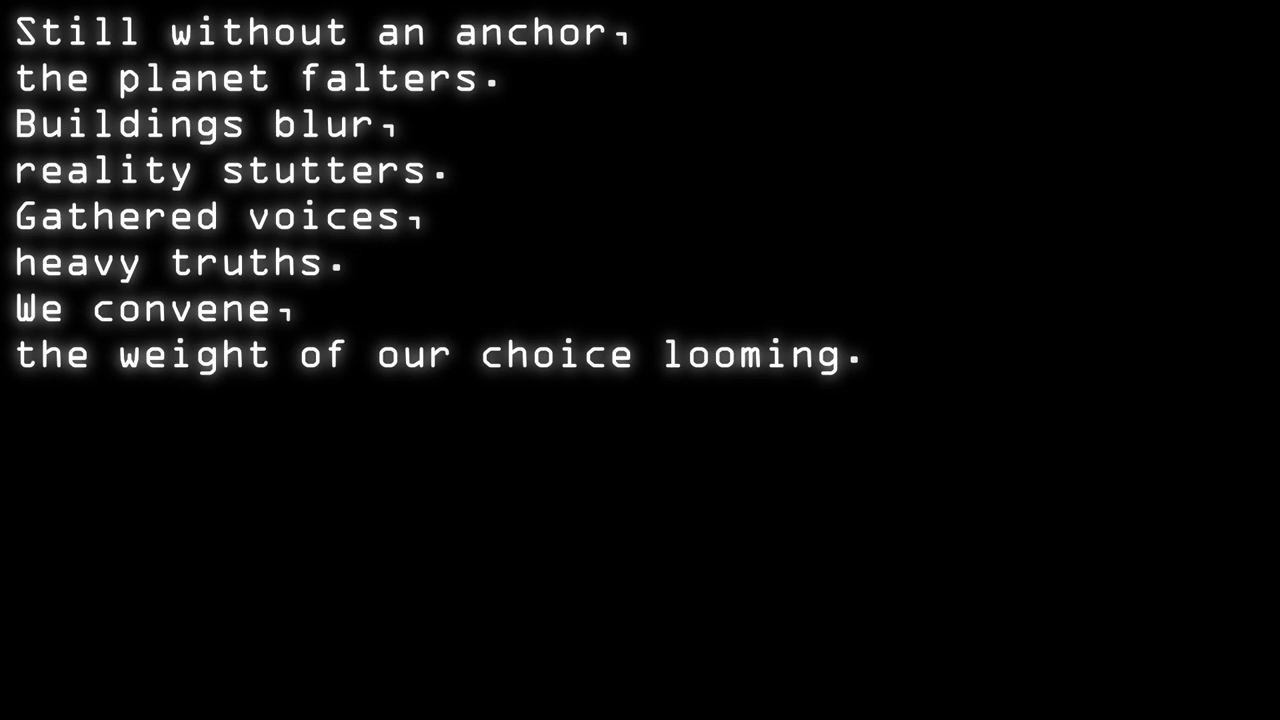 Still without an anchor,
the planet falters.
Buildings blur,
reality stutters.
Gathered voices,
heavy truths.
We convene,
the weight of our choice looming.